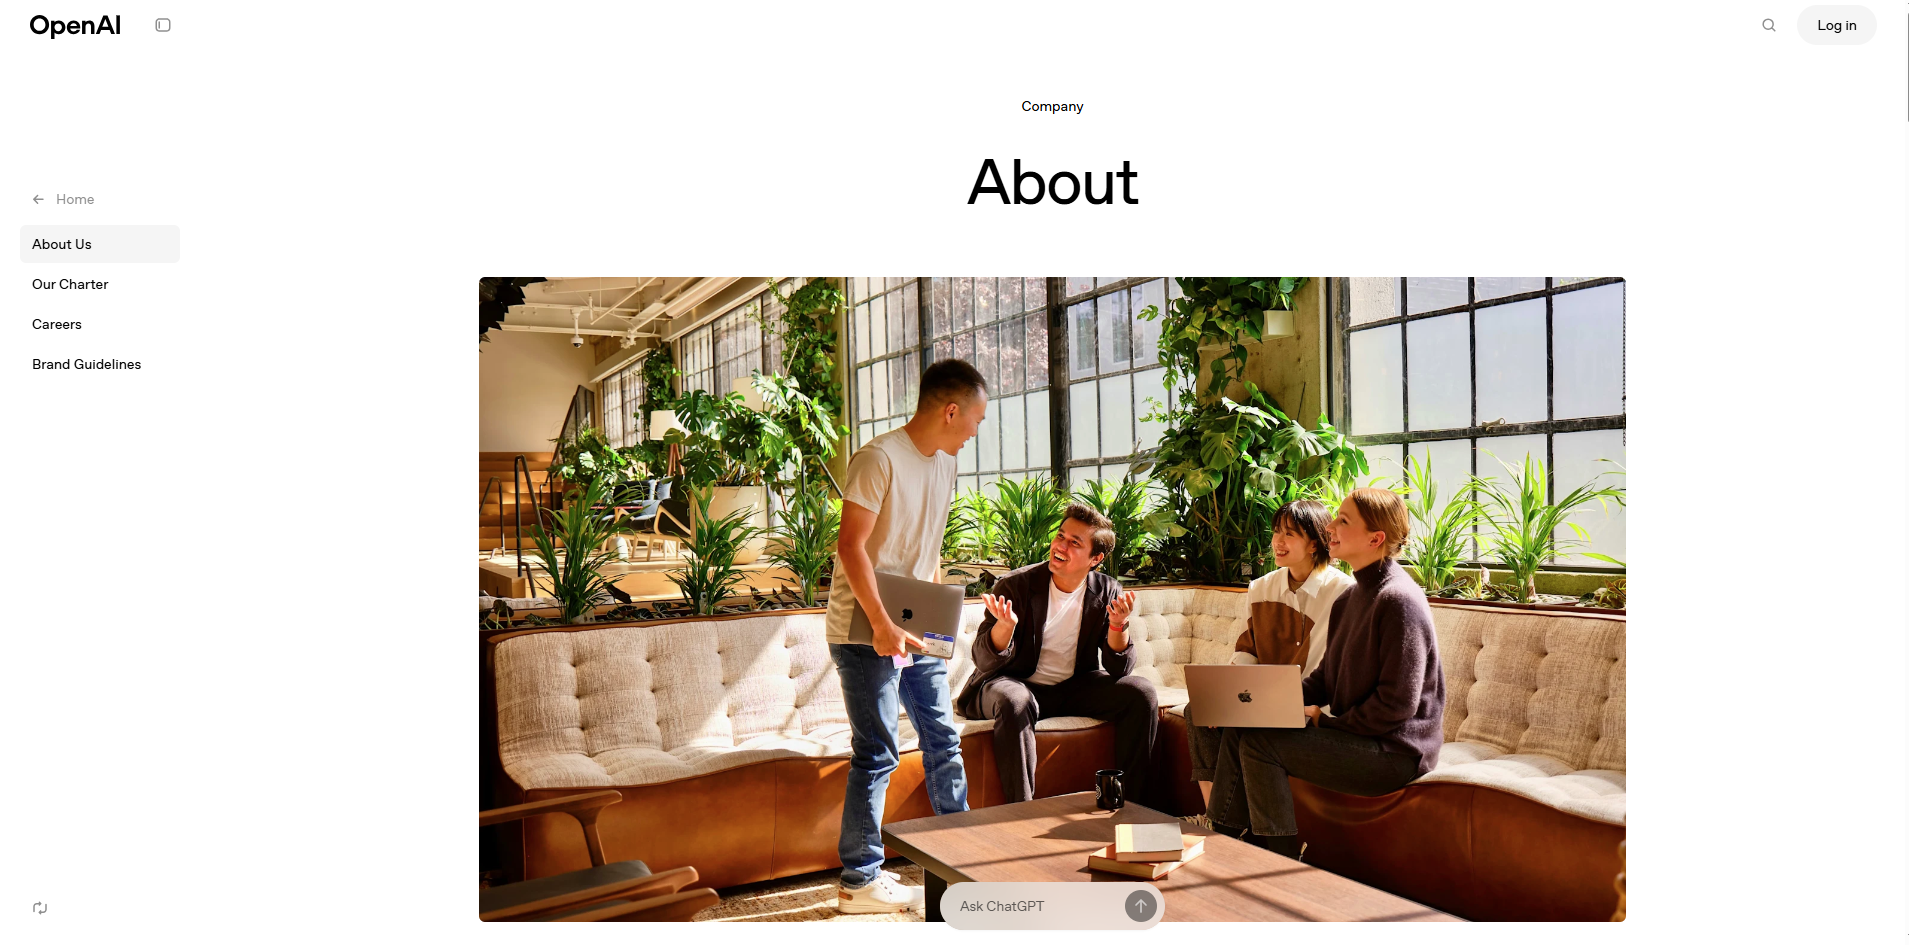 OpenAI
Log in
Company
About
Home
About Us
Our Charter
Careers
Brand Guidelines
Ask ChatGPT